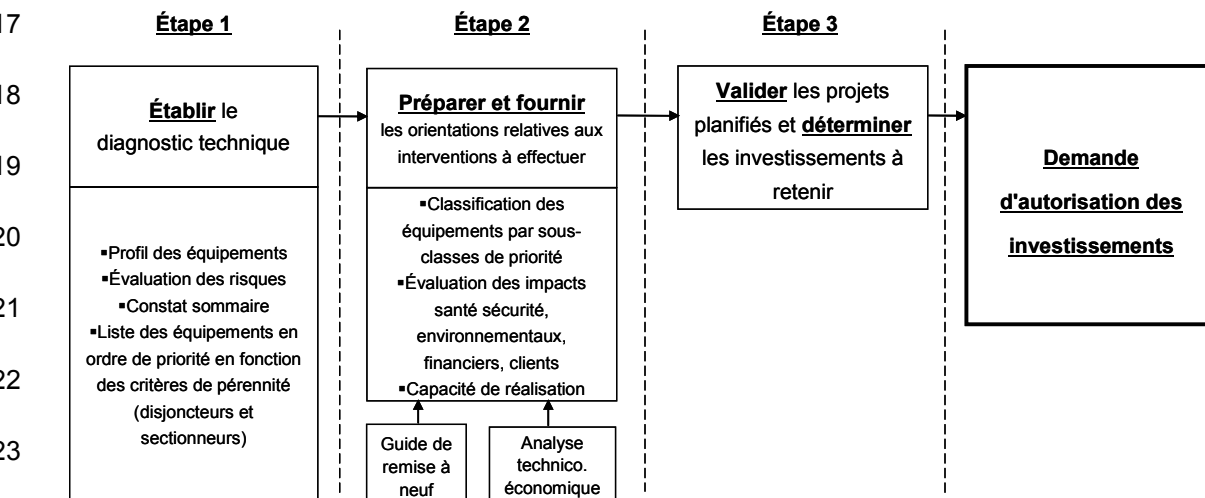 17
Étape 1
Étape 2
Étape 3
18
19
20
21
22
23
Établir le
diagnostic technique
▪Profil des équipements
▪Évaluation des risques
▪Constat sommaire
▪Liste des équipements en
ordre de priorité en fonction
des critères de pérennité
(disjoncteurs et
sectionneurs)
Préparer et fournir
les orientations relatives aux
interventions à effectuer
▪Classification des
équipements par sous-
classes de priorité
▪Évaluation des impacts
santé sécurité,
environnementaux,
financiers, clients
▪Capacité de réalisation
Guide de
remise à
neuf
Analyse
technico.
économique
Valider les projets
planifiés et déterminer
les investissements à
retenir
Demande
d'autorisation des
investissements